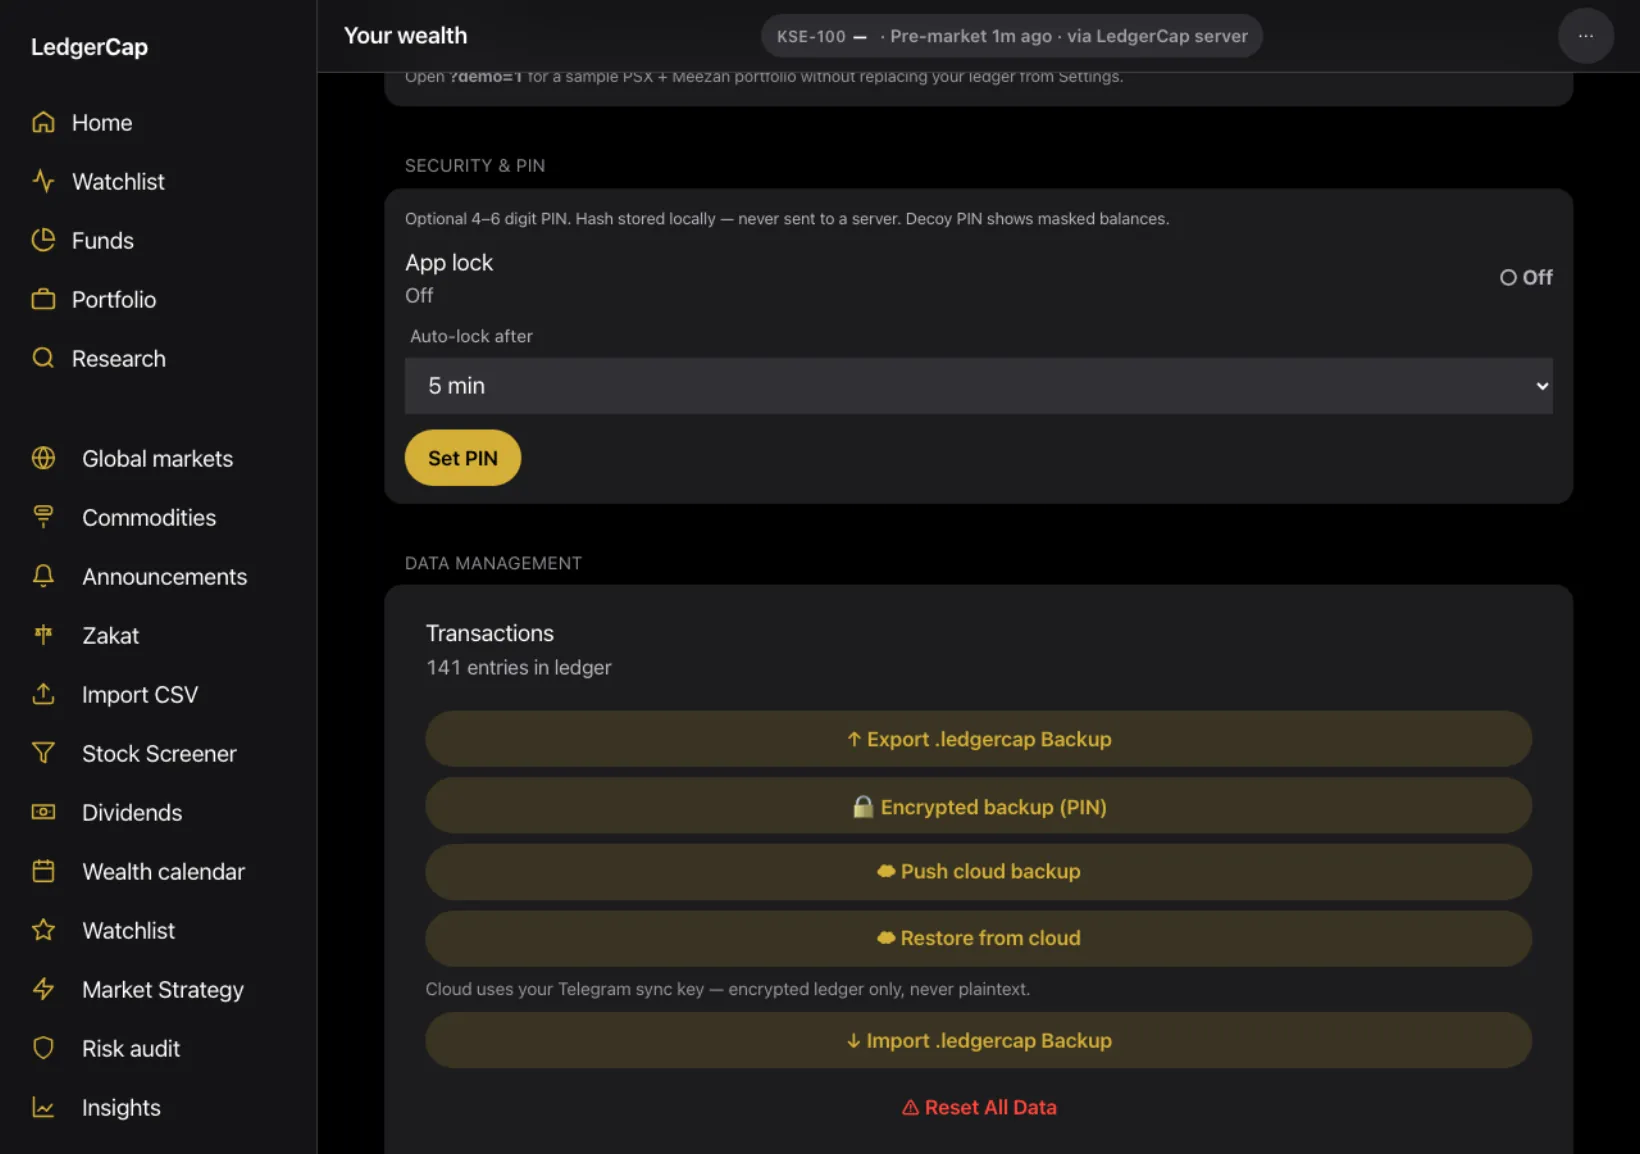 LedgerCap
Home
Watchlist
Funds
Portfolio
Research
Global markets
Commodities
Announcements
Zakat
Import CSV
Stock Screener
Dividends
Wealth calendar
Watchlist
Market Strategy
Risk audit
Insights
Your wealth
KSE-100 — · Pre-market 1m ago · via LedgerCap server
...
Open ?demo=1 for a sample PSX + Meezan portfolio without replacing your ledger from Settings.
SECURITY & PIN
Optional 4–6 digit PIN. Hash stored locally — never sent to a server. Decoy PIN shows masked balances.
App lock
Off
○ Off
Auto-lock after
5 min
Set PIN
DATA MANAGEMENT
Transactions
141 entries in ledger
↑ Export .ledgercap Backup
🔒 Encrypted backup (PIN)
☁ Push cloud backup
☁ Restore from cloud
Cloud uses your Telegram sync key — encrypted ledger only, never plaintext.
↓ Import .ledgercap Backup
⚠ Reset All Data